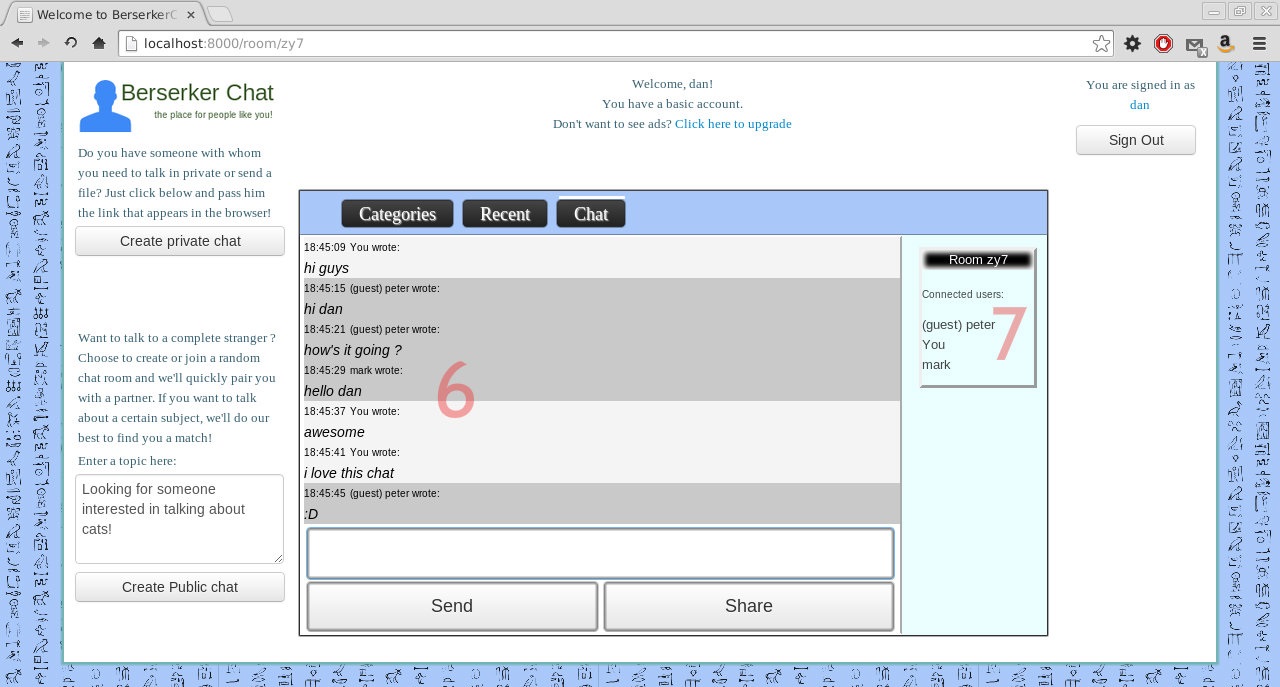 Welcome to BerserkerC
localhost:8000/room/zy7
Berserker Chat
the place for people like you!
Do you have someone with whom
you need to talk in private or send a
file? Just click below and pass him
the link that appears in the browser!
Create private chat
Want to talk to a complete stranger ?
Choose to create or join a random
chat room and we'll quickly pair you
with a partner. If you want to talk
about a certain subject, we'll do our
best to find you a match!
Enter a topic here:
Looking for someone
interested in talking about
cats!
Create Public chat
Welcome, dan!
You have a basic account.
Don't want to see ads? Click here to upgrade
You are signed in as
dan
Sign Out
Categories Recent Chat
18:45:09 You wrote:
hi guys
18:45:15 (guest) peter wrote:
hi dan
18:45:21 (guest) peter wrote:
how's it going ?
18:45:29 mark wrote:
hello dan
6
18:45:37 You wrote:
awesome
18:45:41 You wrote:
i love this chat
18:45:45 (guest) peter wrote:
:D
Send Share
Room zy7
Connected users:
(guest) peter
You
mark
7